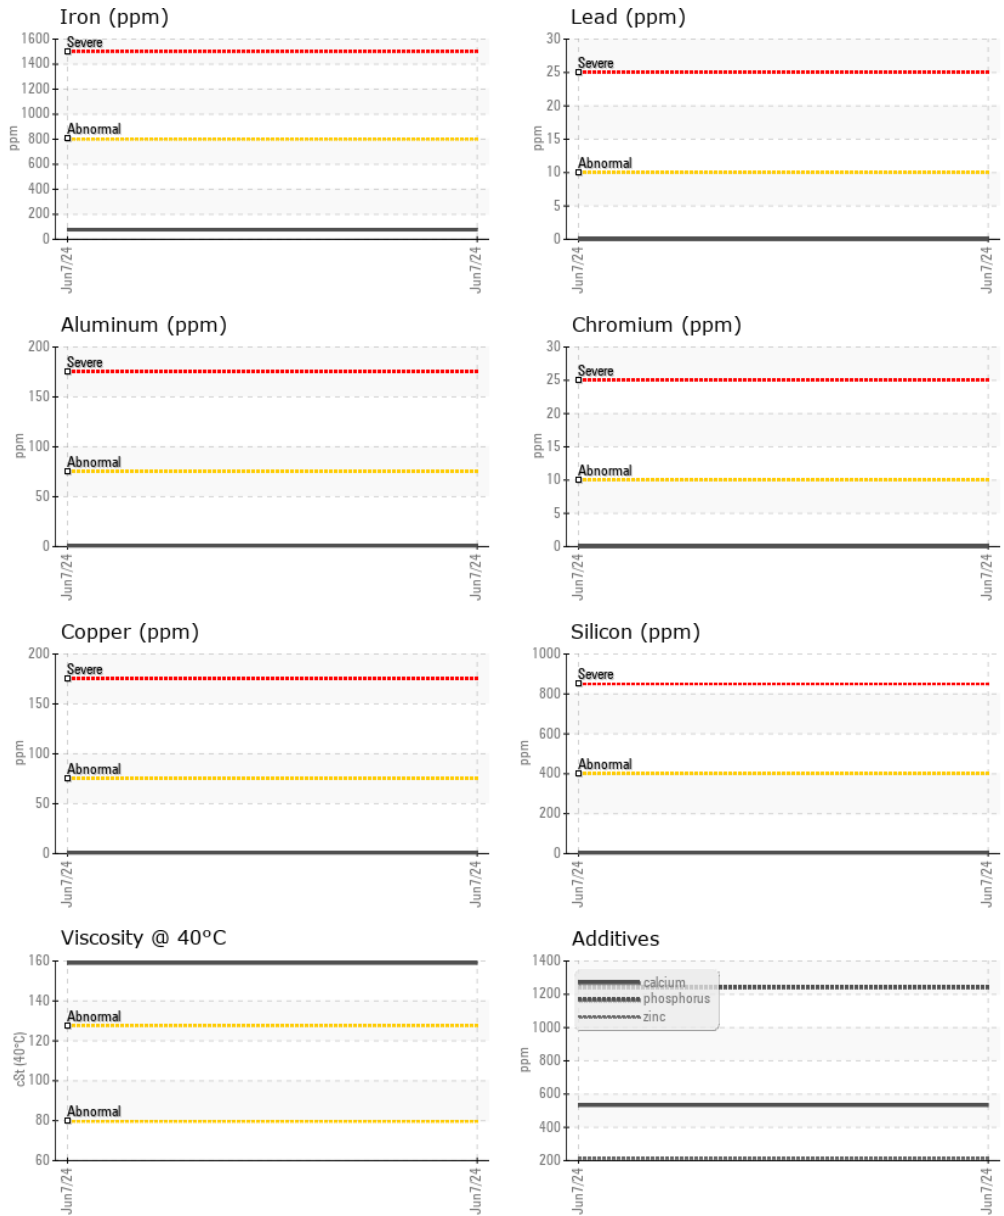 Iron (ppm)
1600
1400
1200
1000
800
600
400
200
0
ppm
Severe
Abnormal
Jun7/24
Jun7/24
Lead (ppm)
30
25
20
15
10
5
0
ppm
Severe
Abnormal
Jun7/24
Jun7/24
Aluminum (ppm)
200
150
100
50
0
ppm
Severe
Abnormal
Jun7/24
Jun7/24
Chromium (ppm)
30
25
20
15
10
5
0
ppm
Severe
Abnormal
Jun7/24
Jun7/24
Copper (ppm)
200
150
100
50
0
ppm
Severe
Abnormal
Jun7/24
Jun7/24
Silicon (ppm)
1000
800
600
400
200
0
ppm
Severe
Abnormal
Jun7/24
Jun7/24
Viscosity @ 40°C
160
140
120
100
80
60
cSt (40°C)
Abnormal
Abnormal
Jun7/24
Jun7/24
Additives
1400
1200
1000
800
600
400
200
ppm
calcium
phosphorus
zinc
Jun7/24
Jun7/24